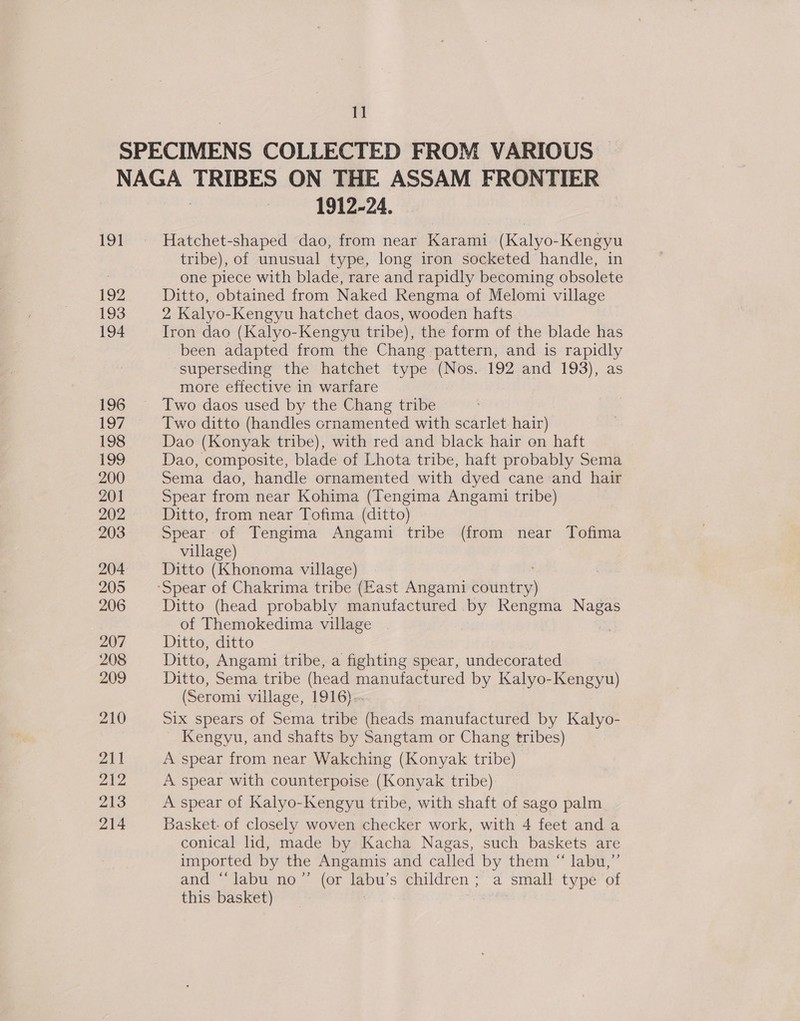 11
SPECIMENS COLLECTED FROM VARIOUS
NAGA TRIBES ON THE ASSAM FRONTIER
1912-24.
191 Hatchet-shaped dao, from near Karami (Kalyo-Kengyu
tribe), of unusual type, long iron socketed handle, in
one piece with blade, rare and rapidly becoming obsolete
192 Ditto, obtained from Naked Rengma of Melomi village
193 2 Kalyo-Kengyu hatchet daos, wooden hafts
194 Iron dao (Kalyo-Kengyu tribe), the form of the blade has
been adapted from the Chang pattern, and is rapidly
superseding the hatchet type (Nos. 192 and 193), as
more effective in warfare
196 Two daos used by the Chang tribe
197 Two ditto (handles ornamented with scarlet hair)
198 Dao (Konyak tribe), with red and black hair on haft
199 Dao, composite, blade of Lhota tribe, haft probably Sema
200 Sema dao, handle ornamented with dyed cane and hair
201 Spear from near Kohima (Tengima Angami tribe)
202 Ditto, from near Tofima (ditto)
203 Spear of Tengima Angami tribe (from near Tofima
village)
204 Ditto (Khonoma village)
205 Spear of Chakrima tribe (East Angami country)
206 Ditto (head probably manufactured by Rengma Nagas
of Themokedima village
207 Ditto, ditto
208 Ditto, Angami tribe, a fighting spear, undecorated
209 Ditto, Sema tribe (head manufactured by Kalyo-Kengyu)
(Seromi village, 1916)
210 Six spears of Sema tribe (heads manufactured by Kalyo-
Kengyu, and shafts by Sangtam or Chang tribes)
211 A spear from near Wakching (Konyak tribe)
212 A spear with counterpoise (Konyak tribe)
213 A spear of Kalyo-Kengyu tribe, with shaft of sago palm
214 Basket of closely woven checker work, with 4 feet and a
conical lid, made by Kacha Nagas, such baskets are
imported by the Angamis and called by them “ labu,”
and “labu no” (or labu's children ; a small type of
this basket)